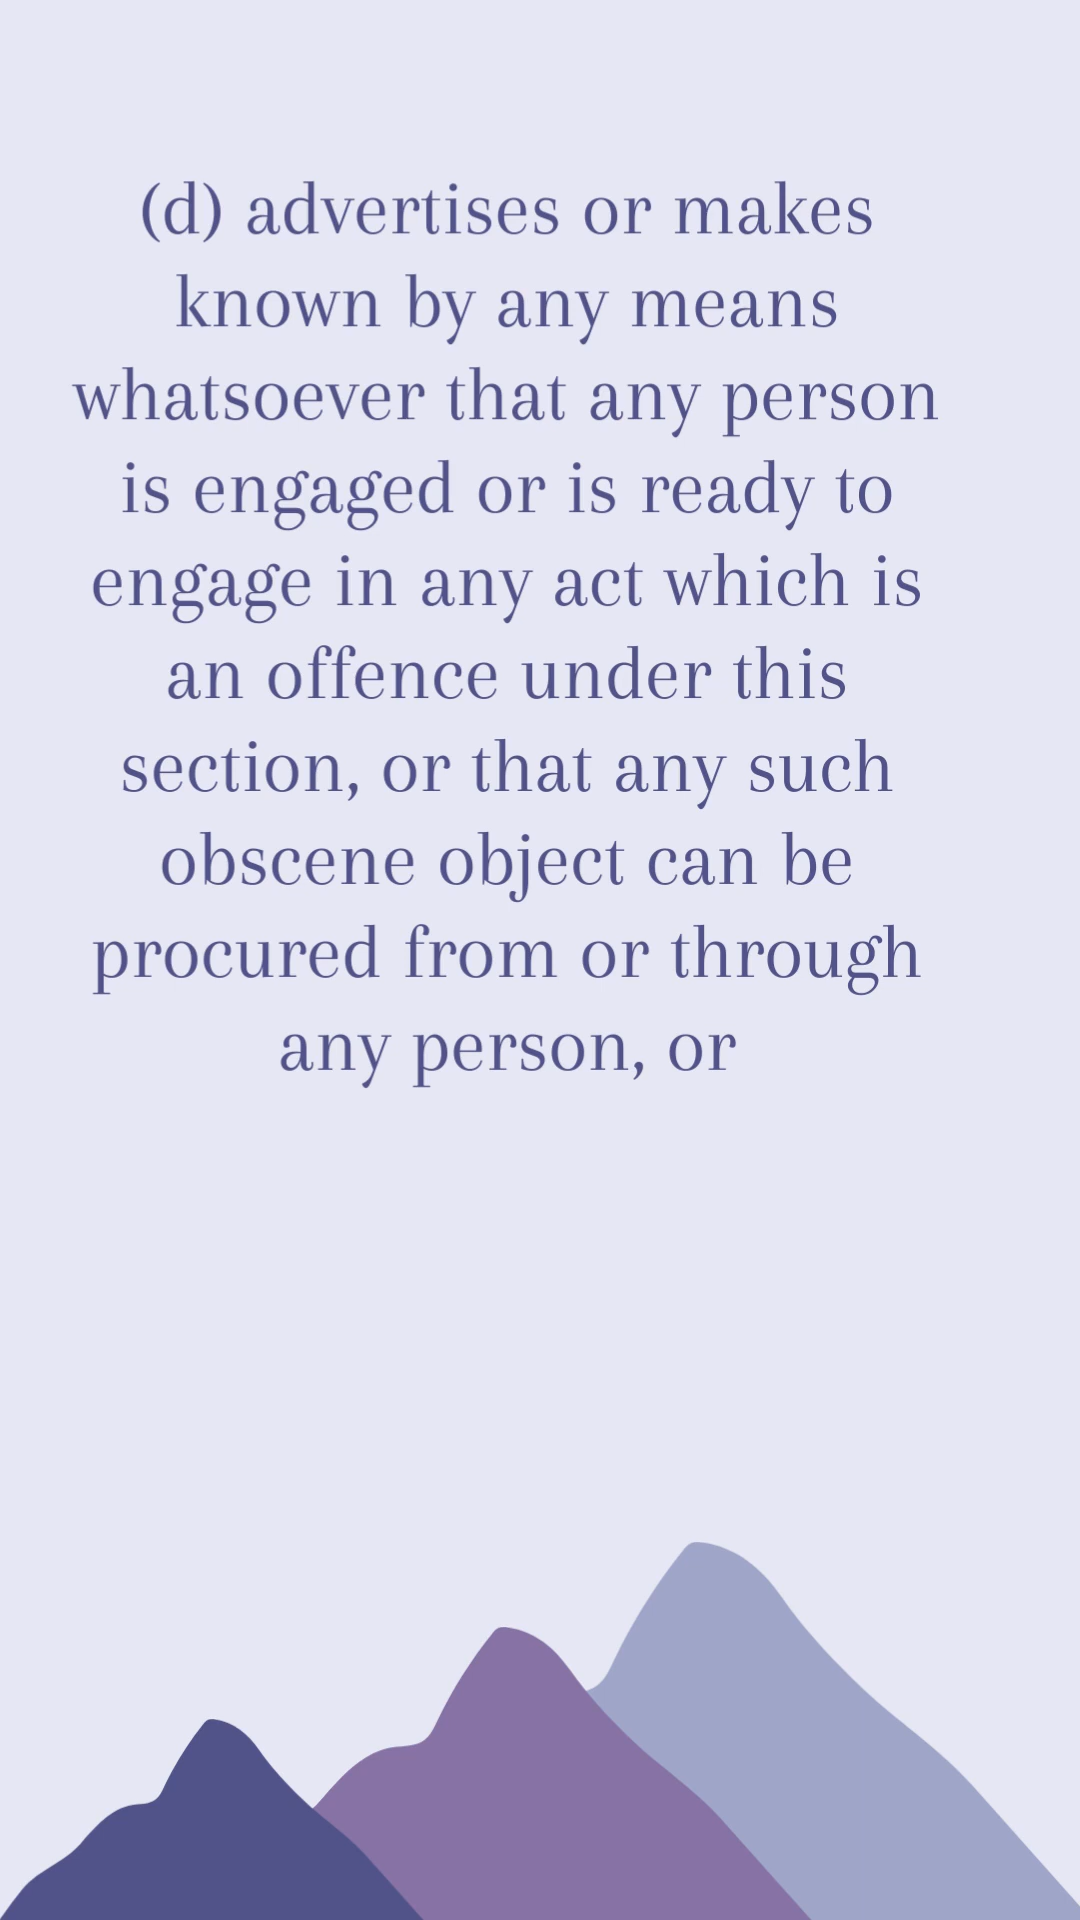 (d) advertises or makes
known by any means
whatsoever that any person
is engaged or is ready to
engage in any act which is
an offence under this
section, or that any such
obscene object can be
procured from or through
any person, or